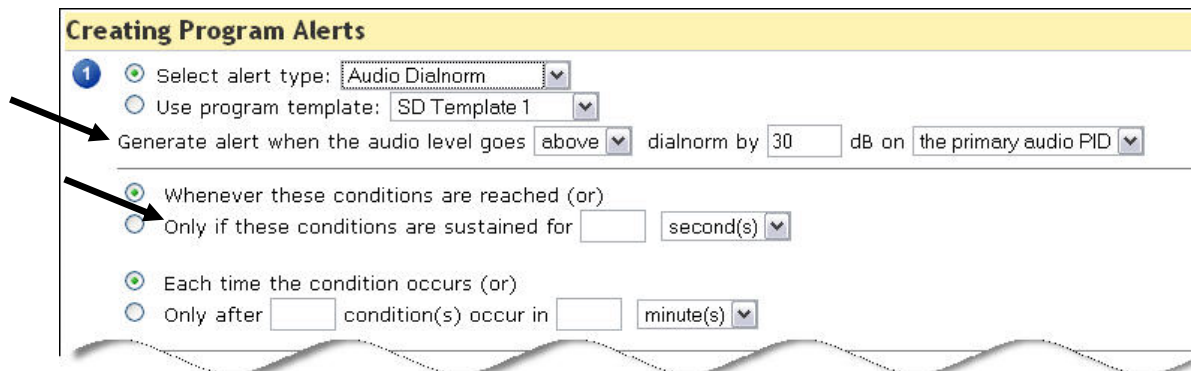 Creating Program Alerts
1 Select alert type: Audio Dialnorm
Use program template: SD Template 1
Generate alert when the audio level goes above dialnorm by 30 dB on the primary audio PID
Whenever these conditions are reached (or)
Only if these conditions are sustained for second(s)
Each time the condition occurs (or)
Only after condition(s) occur in minute(s)